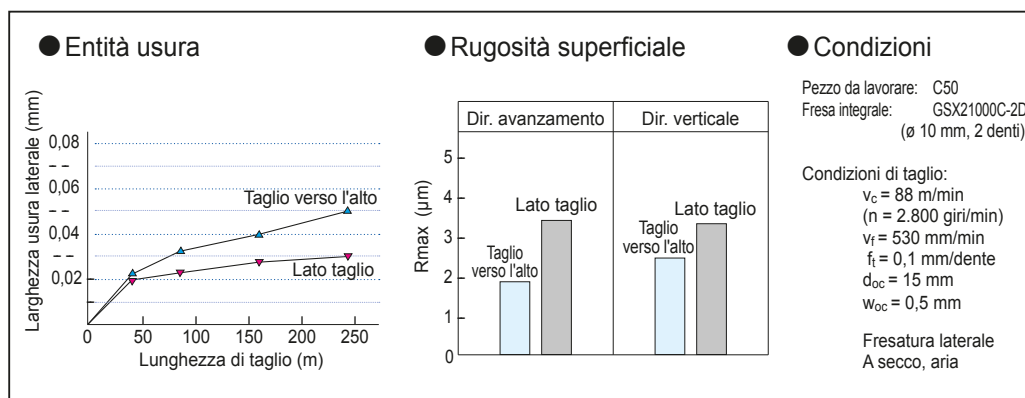 ● Entità usura
Larghezza usura laterale (mm)
0,08
– –
0,06
– –
0,04
– –
0,02
0
50
100
150
200
250
Lunghezza di taglio (m)
Taglio verso l'alto
Lato taglio
● Rugosità superficiale
Dir. avanzamento
Dir. verticale
Rmax (µm)
5
4
3
2
1
0
Taglio
verso l'alto
Lato taglio
Taglio
verso l'alto
Lato taglio
● Condizioni
Pezzo da lavorare: C50
Fresa integrale: GSX21000C-2D
(ø 10 mm, 2 denti)
Condizioni di taglio:
vc = 88 m/min
(n = 2.800 giri/min)
vf = 530 mm/min
ft = 0,1 mm/dente
doc = 15 mm
woc = 0,5 mm
Fresatura laterale
A secco, aria